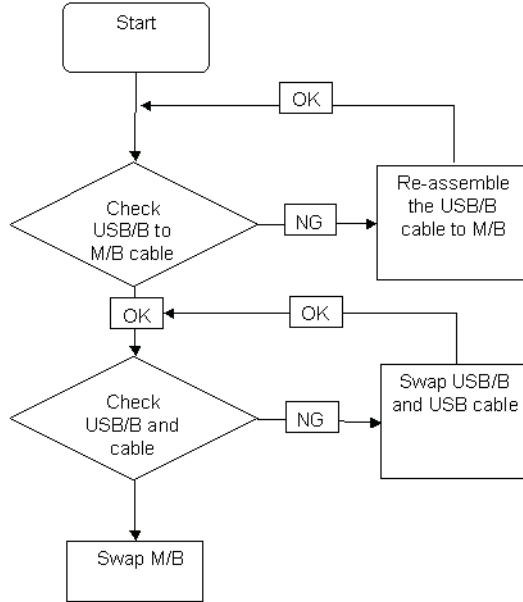 Start
OK
Check
USB/B to
M/B cable
NG
Re-assemble
the USB/B
cable to M/B
OK
OK
Check
USB/B and
cable
NG
Swap USB/B
and USB cable
Swap M/B